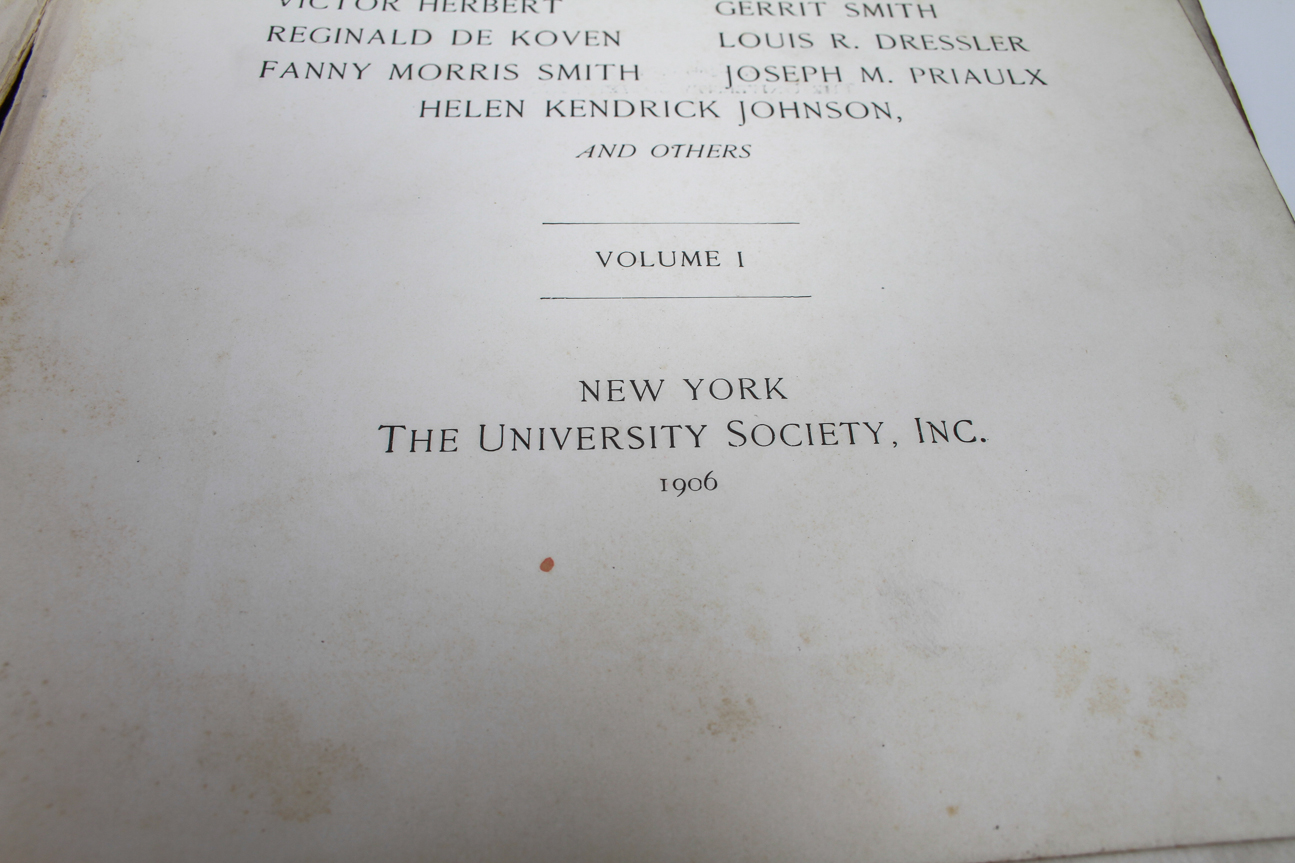 VICTOR HERBERT GERRIT SMITH
REGINALD DE KOVEN LOUIS R. DRESSLER
FANNY MORRIS SMITH JOSEPH M. PRIAULX
HELEN KENDRICK JOHNSON,
AND OTHERS
VOLUME I
NEW YORK
THE UNIVERSITY SOCIETY, INC.
1906